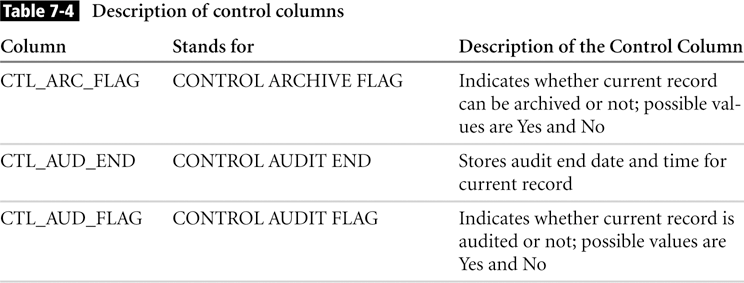 Table 7-4 Description of control columns
Column Stands for Description of the Control Column
CTL_ARC_FLAG CONTROL ARCHIVE FLAG Indicates whether current record
can be archived or not; possible val-
ues are Yes and No
CTL_AUD_END CONTROL AUDIT END Stores audit end date and time for
current record
CTL_AUD_FLAG CONTROL AUDIT FLAG Indicates whether current record is
audited or not; possible values are
Yes and No